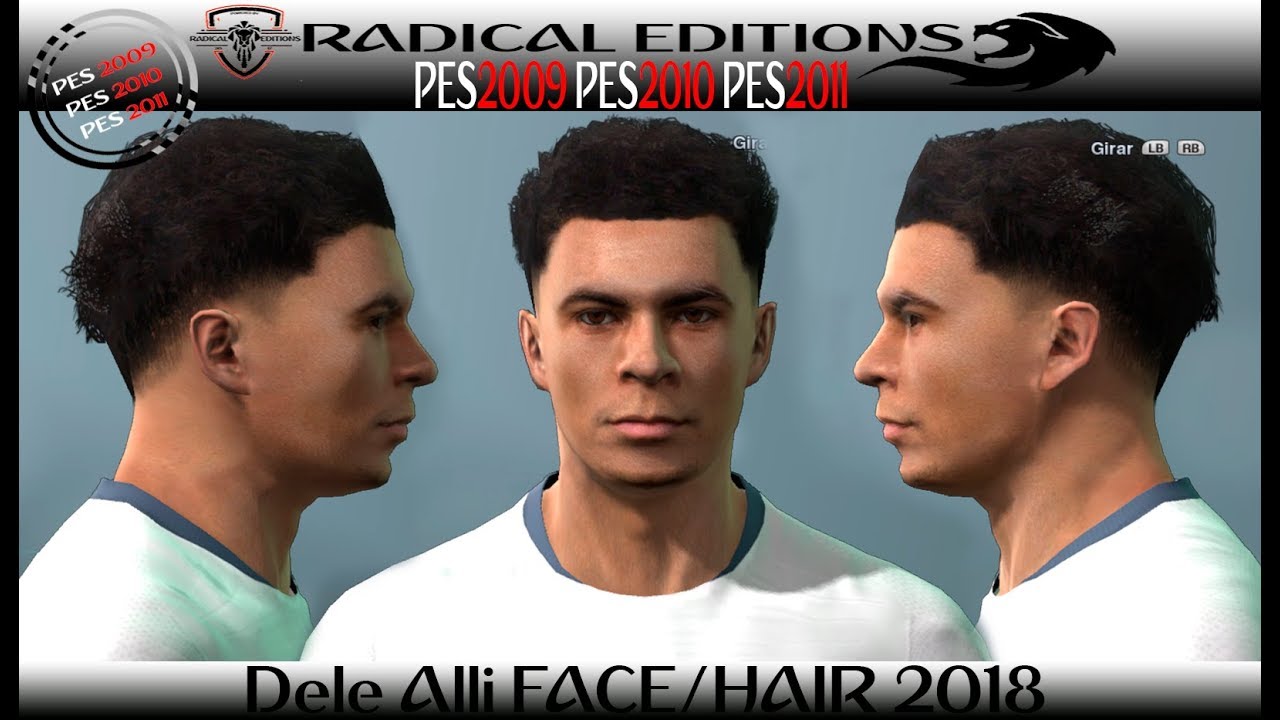 PES 2009
PES 2010
PES 2011
RADICAL EDITIONS
RADICAL EDITIONS
PES2009 PES2010 PES2011
Gira
Girar LB RB
Dele Alli FACE/HAIR 2018